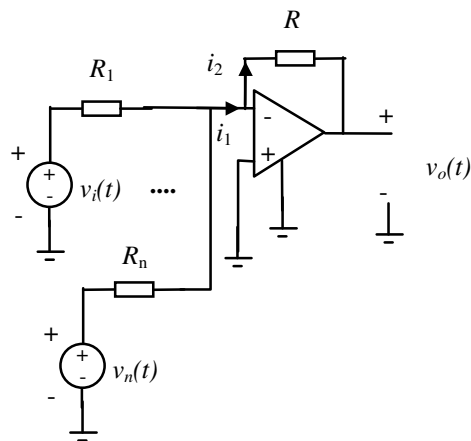 R
R1
i2
i1
-
+
+
vi(t)
+
-
-
....
+
vo(t)
-
Rn
+
vn(t)
+
-
-